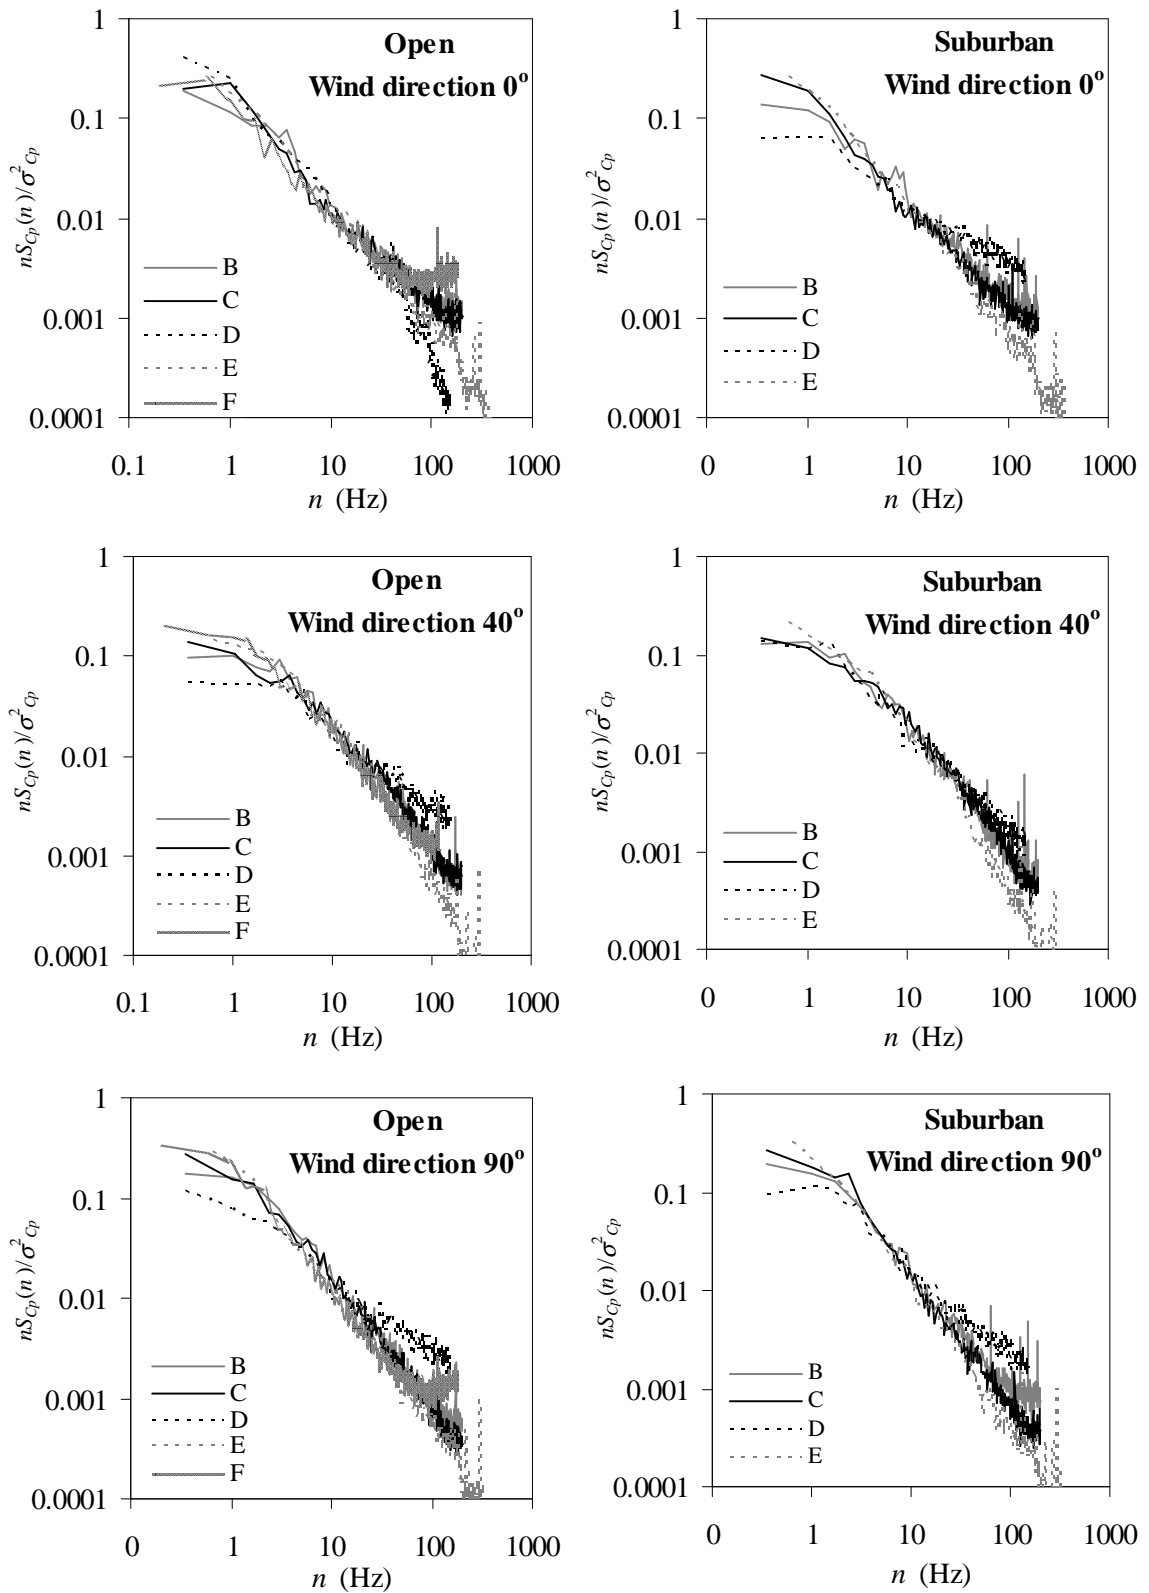 Open
Wind direction 0°
nS_Cp(n)/σ²_Cp
1
0.1
0.01
0.001
0.0001
B
C
D
E
F
0.1 1 10 100 1000
n (Hz)
Suburban
Wind direction 0°
nS_Cp(n)/σ²_Cp
1
0.1
0.01
0.001
0.0001
B
C
D
E
0 1 10 100 1000
n (Hz)
Open
Wind direction 40°
nS_Cp(n)/σ²_Cp
1
0.1
0.01
0.001
0.0001
B
C
D
E
F
0.1 1 10 100 1000
n (Hz)
Suburban
Wind direction 40°
nS_Cp(n)/σ²_Cp
1
0.1
0.01
0.001
0.0001
B
C
D
E
0 1 10 100 1000
n (Hz)
Open
Wind direction 90°
nS_Cp(n)/σ²_Cp
1
0.1
0.01
0.001
0.0001
B
C
D
E
F
0 1 10 100 1000
n (Hz)
Suburban
Wind direction 90°
nS_Cp(n)/σ²_Cp
1
0.1
0.01
0.001
0.0001
B
C
D
E
0 1 10 100 1000
n (Hz)